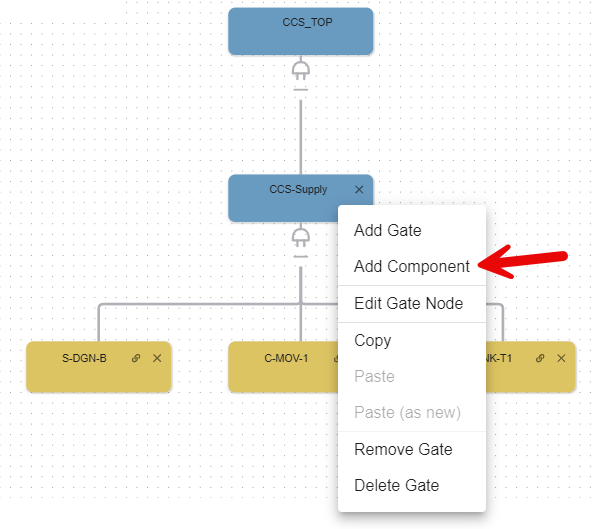 CCS_TOP
CCS-Supply
Add Gate
Add Component
Edit Gate Node
Copy
Paste
Paste (as new)
Remove Gate
Delete Gate
S-DGN-B
C-MOV-1
NK-T1